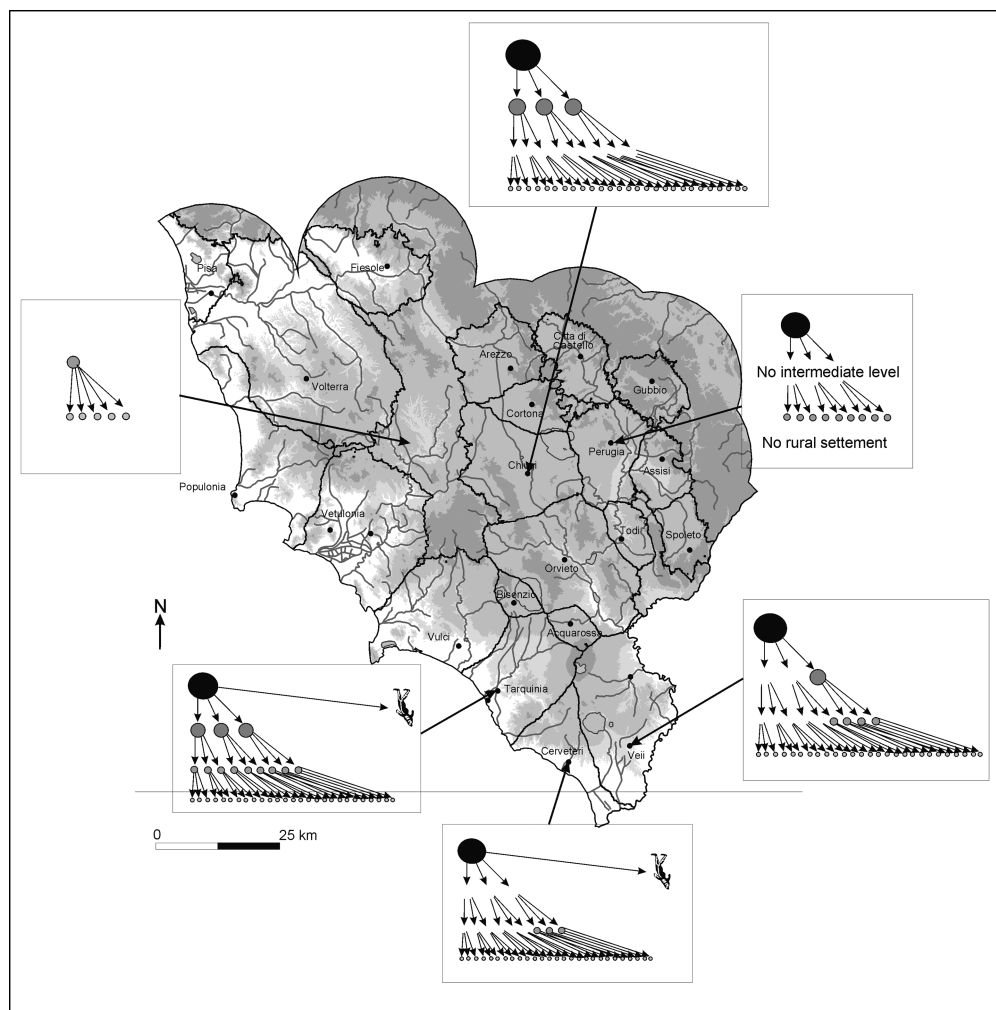 Pisa
Fiesole
Citta di
Castello
Arezzo
Gubbio
No intermediate level
Volterra
Cortona
Perugia
No rural settement
Chiusi
Assisi
Populonia
Vetulonia
Todi
Spoleto
Orvieto
Bisenzio
N
Acquarossa
Vulci
Tarquinia
Cerveteri
Veii
0
25 km